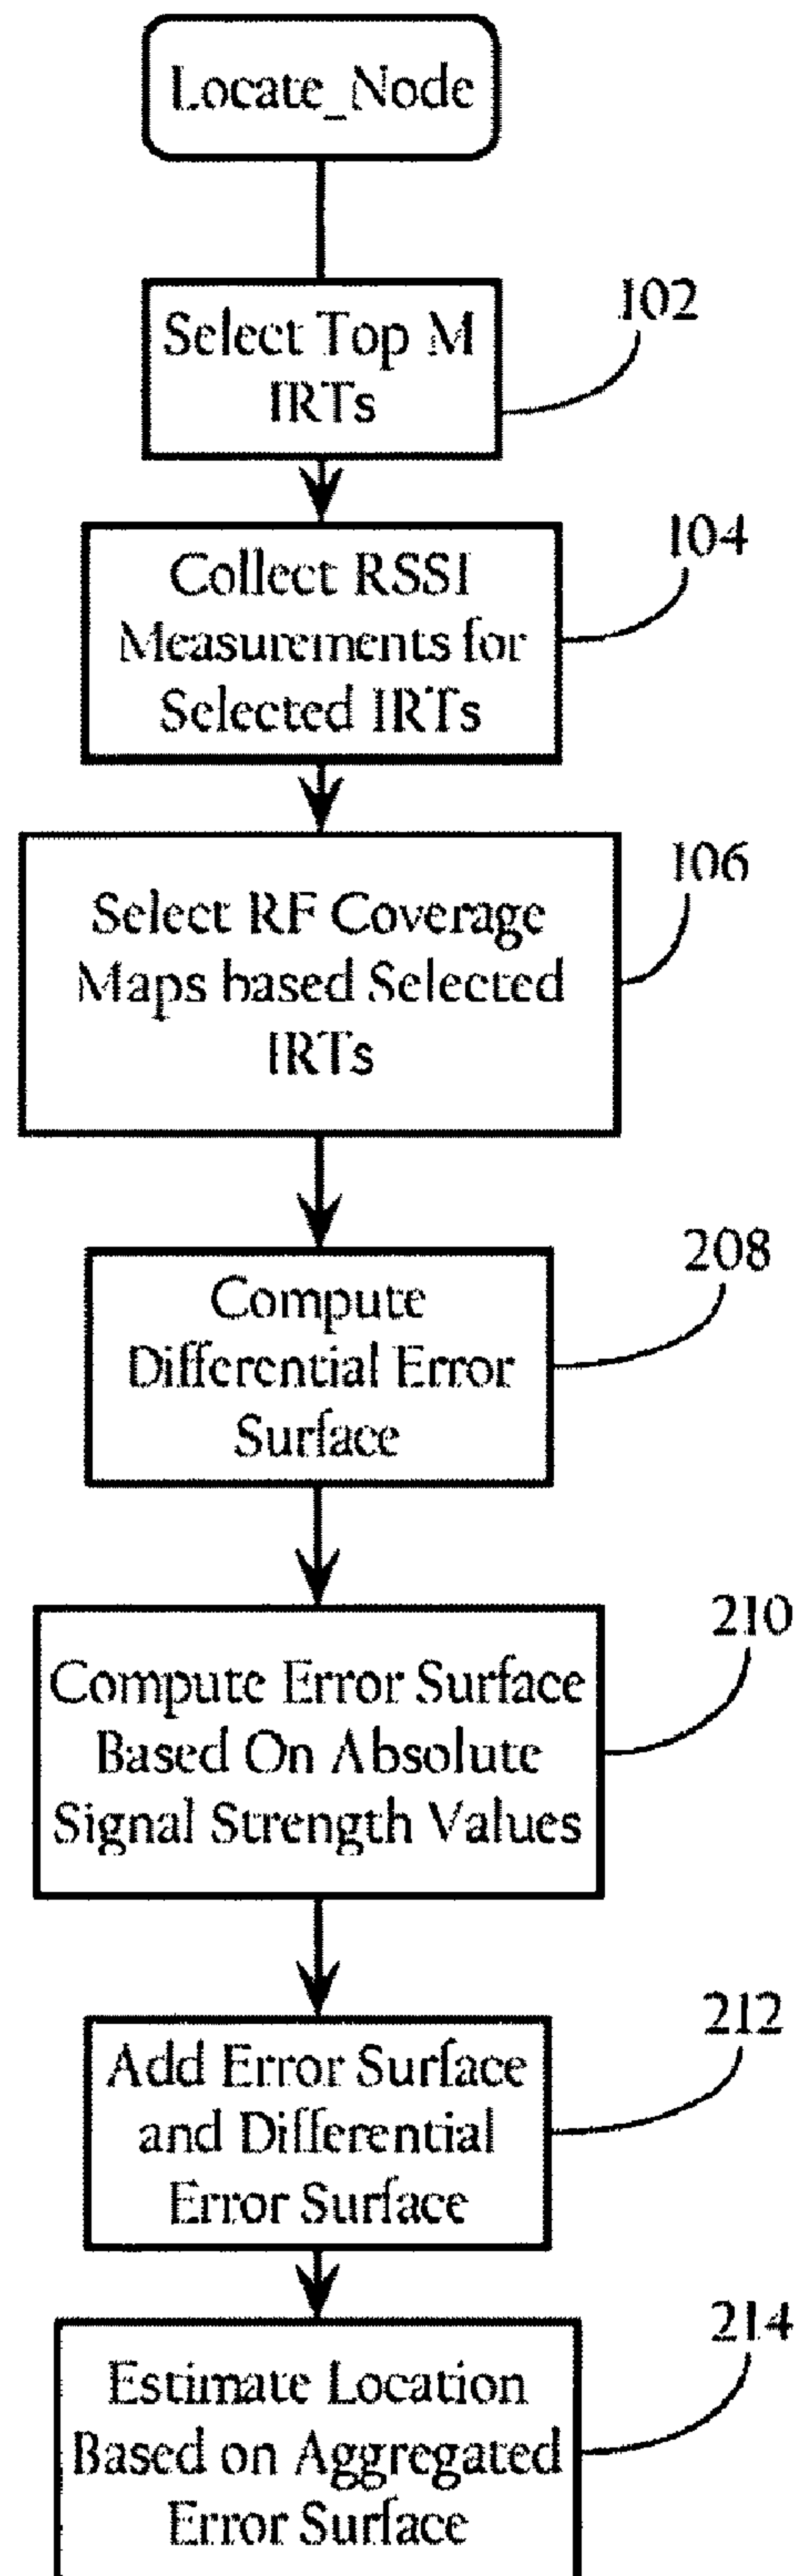 Locate_Node
Select Top M
IRTs
102
Collect RSSI
Measurements for
Selected IRTs
104
Select RF Coverage
Maps based Selected
IRTs
106
Compute
Differential Error
Surface
208
Compute Error Surface
Based On Absolute
Signal Strength Values
210
Add Error Surface
and Differential
Error Surface
212
Estimate Location
Based on Aggregated
Error Surface
214